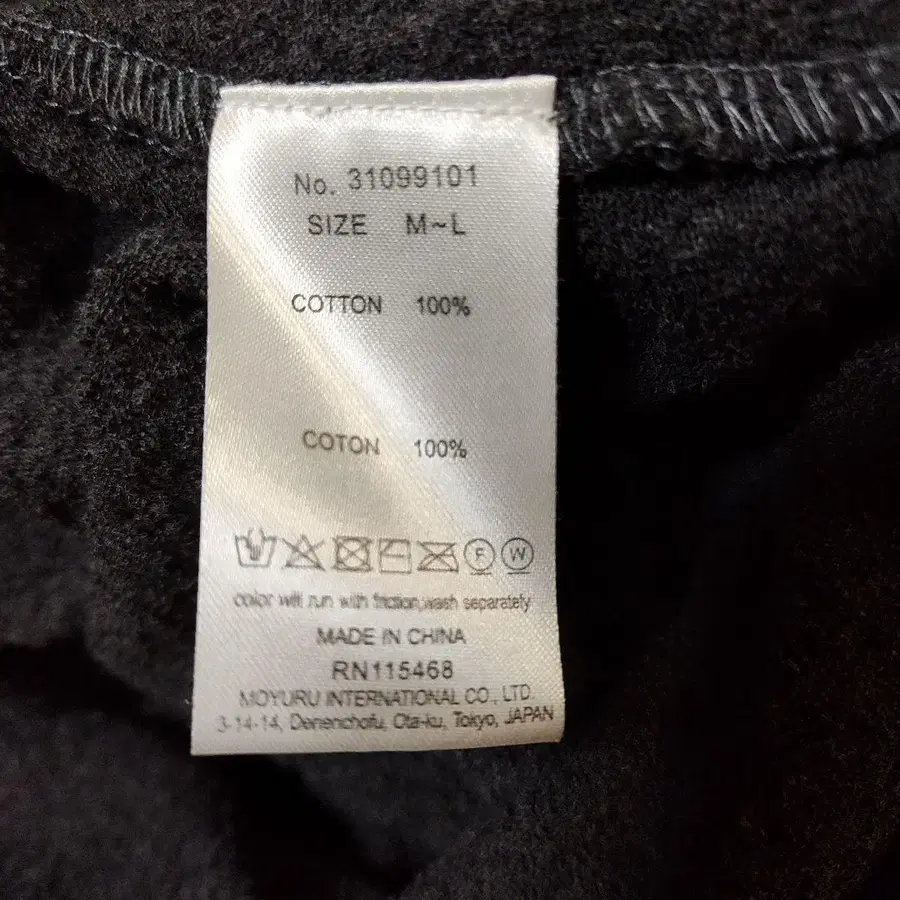 No. 31099101
SIZE M~L
COTTON 100%
COTON 100%
F W
color will run with friction,wash separately
MADE IN CHINA
RN115468
MOYURU INTERNATIONAL CO., LTD.
3-14-14, Denenchofu, Ota-ku, Tokyo, JAPAN